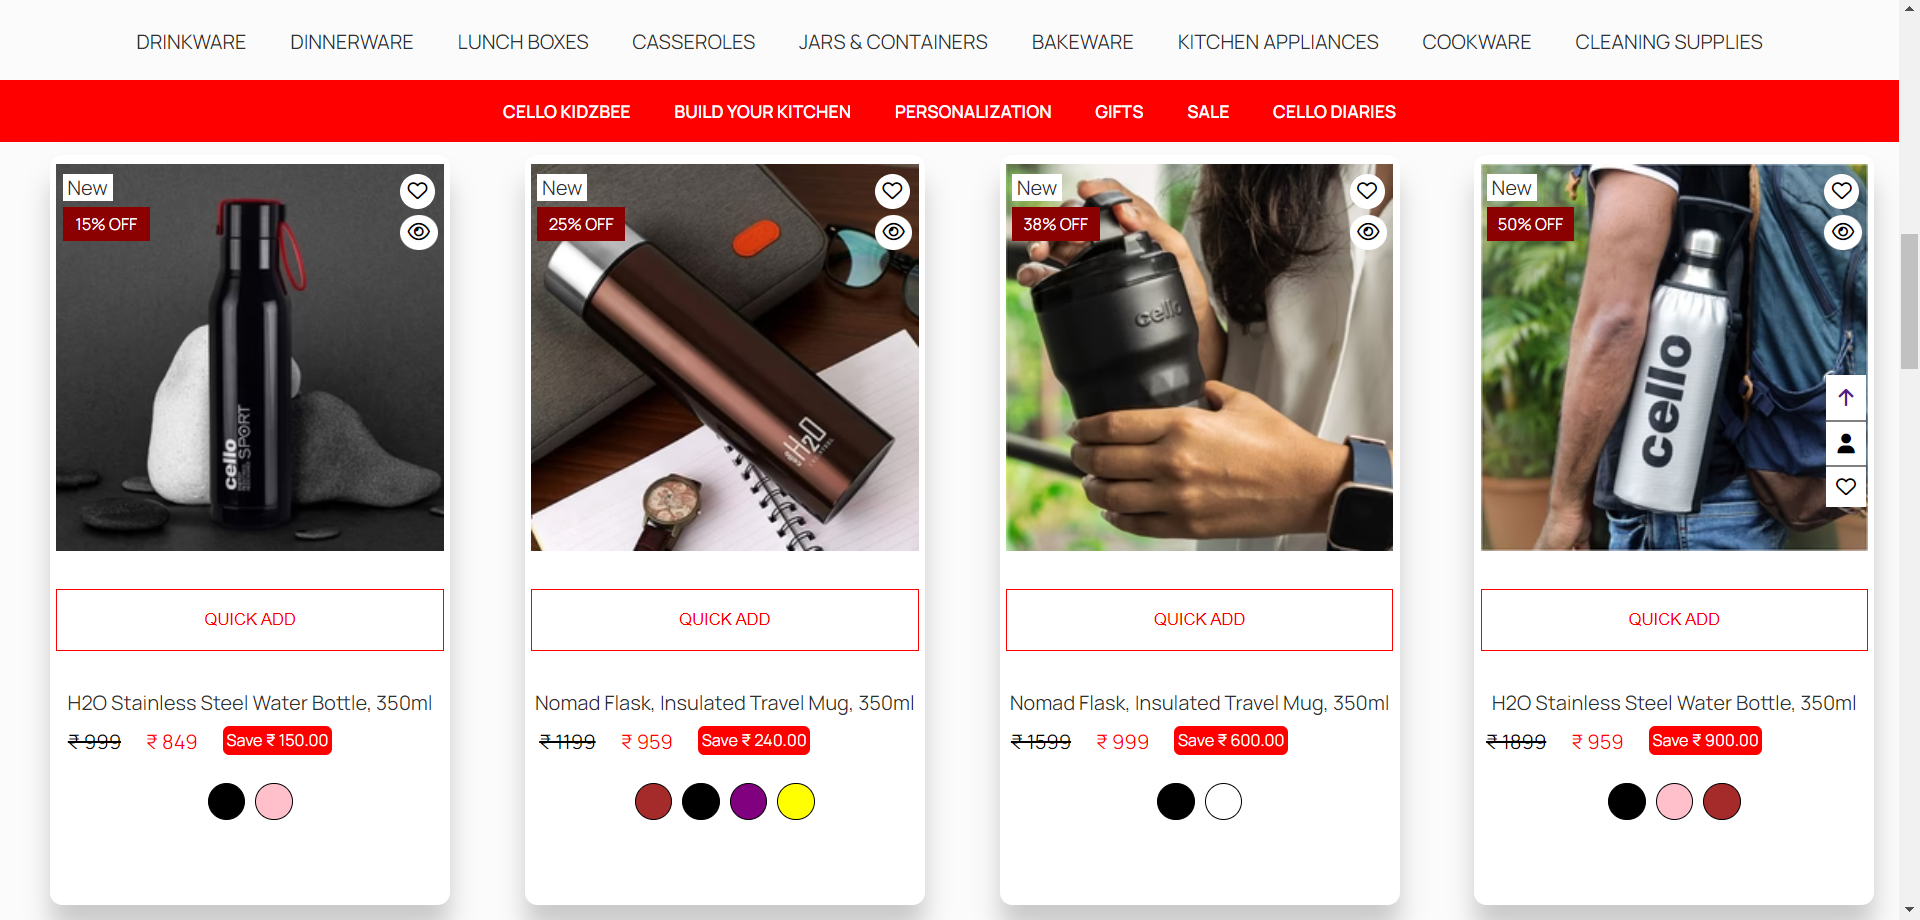 DRINKWARE DINNERWARE LUNCH BOXES CASSEROLES JARS & CONTAINERS BAKEWARE KITCHEN APPLIANCES COOKWARE CLEANING SUPPLIES
CELLO KIDZBEE BUILD YOUR KITCHEN PERSONALIZATION GIFTS SALE CELLO DIARIES
New
15% OFF
cello
SPORT
QUICK ADD
H2O Stainless Steel Water Bottle, 350ml
₹ 999 ₹ 849 Save ₹ 150.00
New
25% OFF
cello
H2O
QUICK ADD
Nomad Flask, Insulated Travel Mug, 350ml
₹ 1199 ₹ 959 Save ₹ 240.00
New
38% OFF
cello
QUICK ADD
Nomad Flask, Insulated Travel Mug, 350ml
₹ 1599 ₹ 999 Save ₹ 600.00
New
50% OFF
cello
QUICK ADD
H2O Stainless Steel Water Bottle, 350ml
₹ 1899 ₹ 959 Save ₹ 900.00